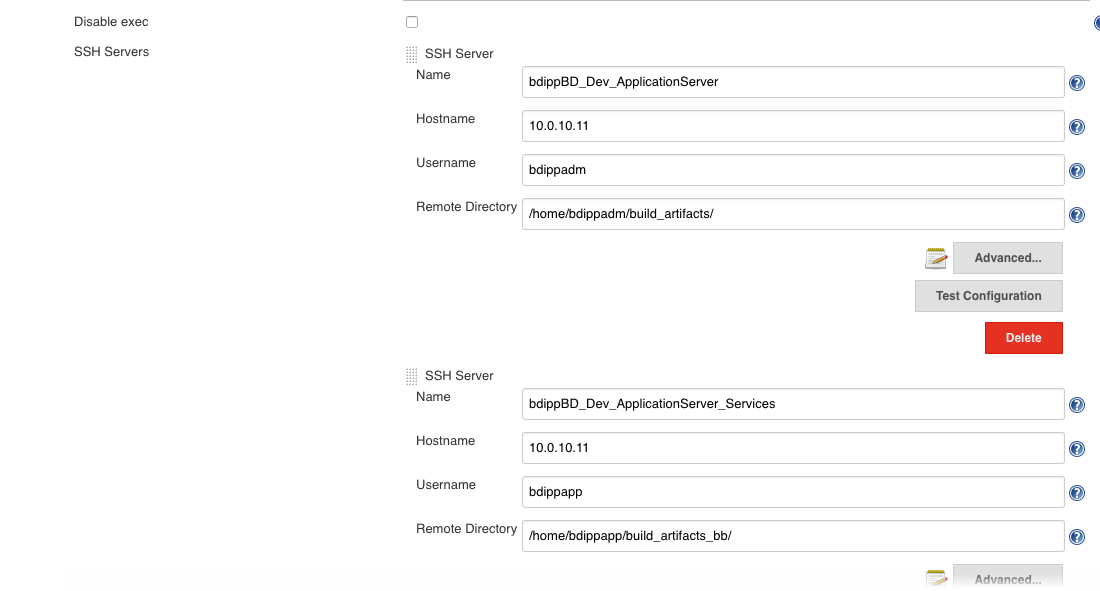 Disable exec
SSH Servers
SSH Server
Name
bdippBD_Dev_ApplicationServer
Hostname
10.0.10.11
Username
bdippadm
Remote Directory
/home/bdippadm/build_artifacts/
Advanced...
Test Configuration
Delete
SSH Server
Name
bdippBD_Dev_ApplicationServer_Services
Hostname
10.0.10.11
Username
bdippapp
Remote Directory
/home/bdippapp/build_artifacts_bb/
Advanced...